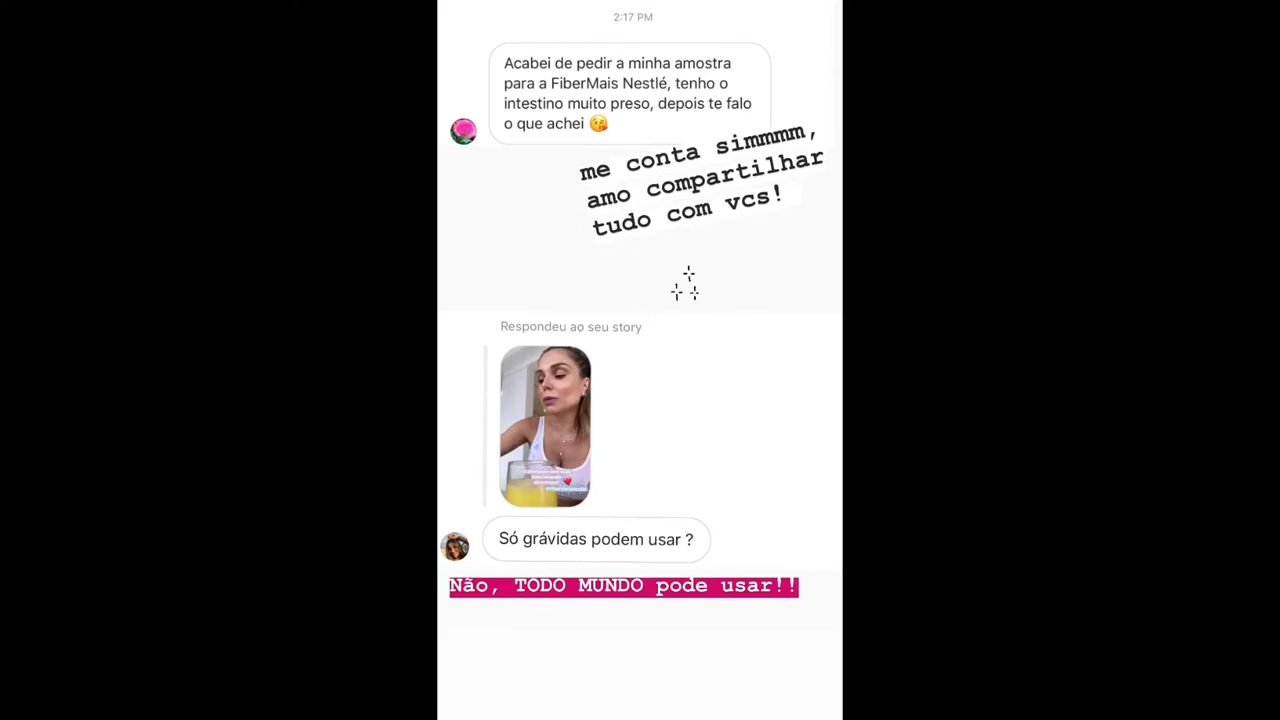 2:17 PM
Acabei de pedir a minha amostra
para a FiberMais Nestlé, tenho o
intestino muito preso, depois te falo
o que achei 😘
me conta simmmm,
amo compartilhar
tudo com vcs!
Respondeu ao seu story
Só grávidas podem usar ?
Não, TODO MUNDO pode usar!!